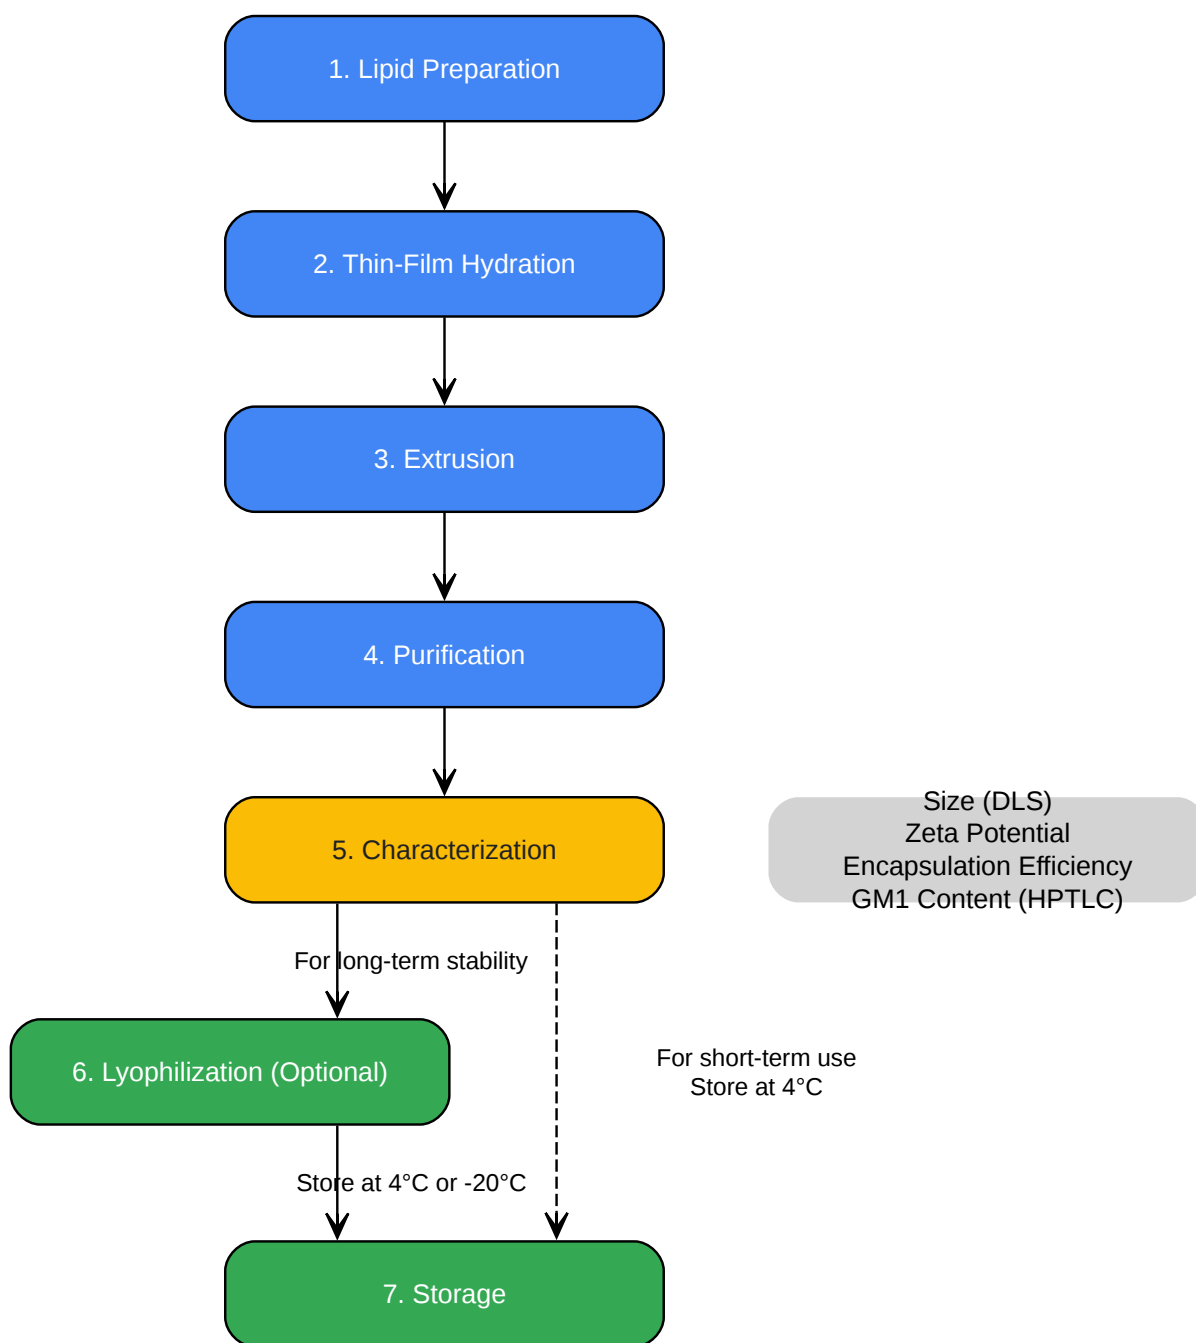 1. Lipid Preparation
2. Thin-Film Hydration
3. Extrusion
4. Purification
5. Characterization
Size (DLS)
Zeta Potential
Encapsulation Efficiency
GM1 Content (HPTLC)
For long-term stability
6. Lyophilization (Optional)
For short-term use
Store at 4°C
Store at 4°C or -20°C
7. Storage